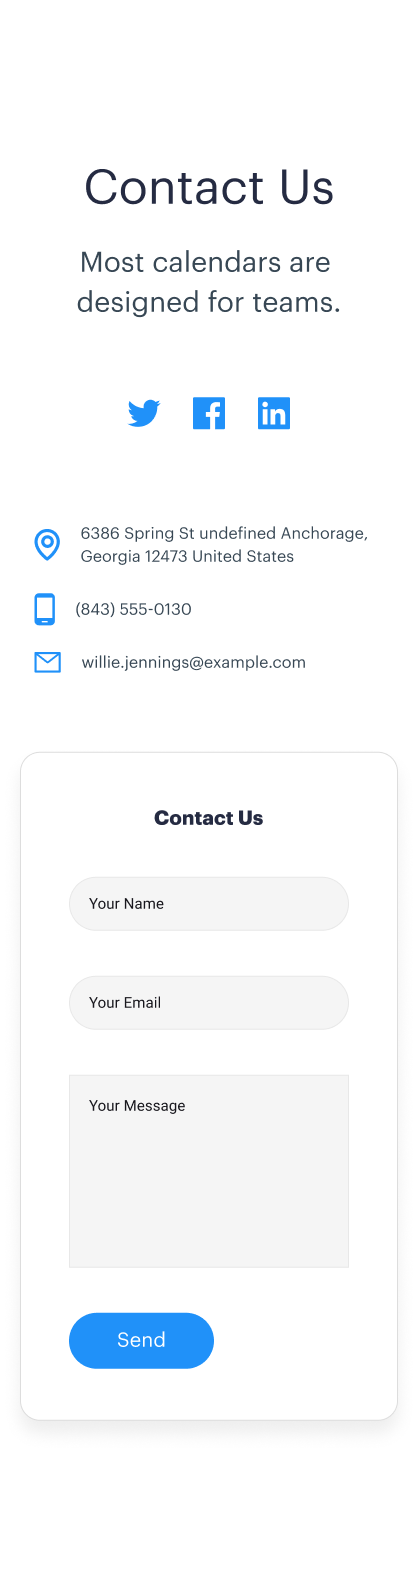 Contact Us
Most calendars are
designed for teams.
6386 Spring St undefined Anchorage,
Georgia 12473 United States
(843) 555-0130
willie.jennings@example.com
Contact Us
Your Name
Your Email
Your Message
Send